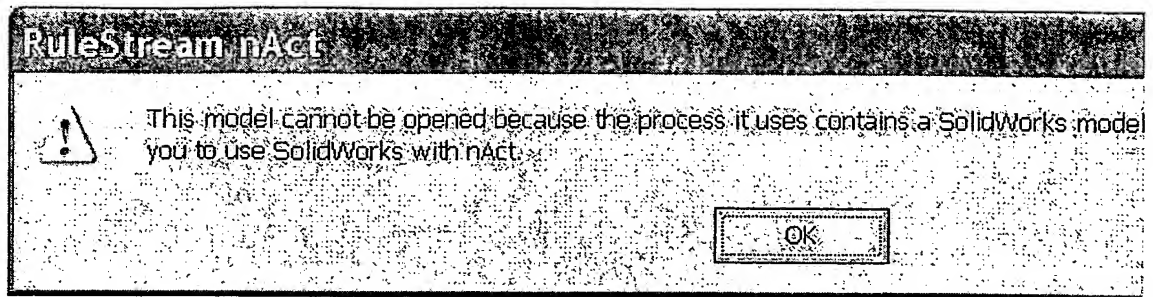 RuleStream nAct
This model cannot be opened because the process it uses contains a SolidWorks model
you to use SolidWorks with nAct.
OK